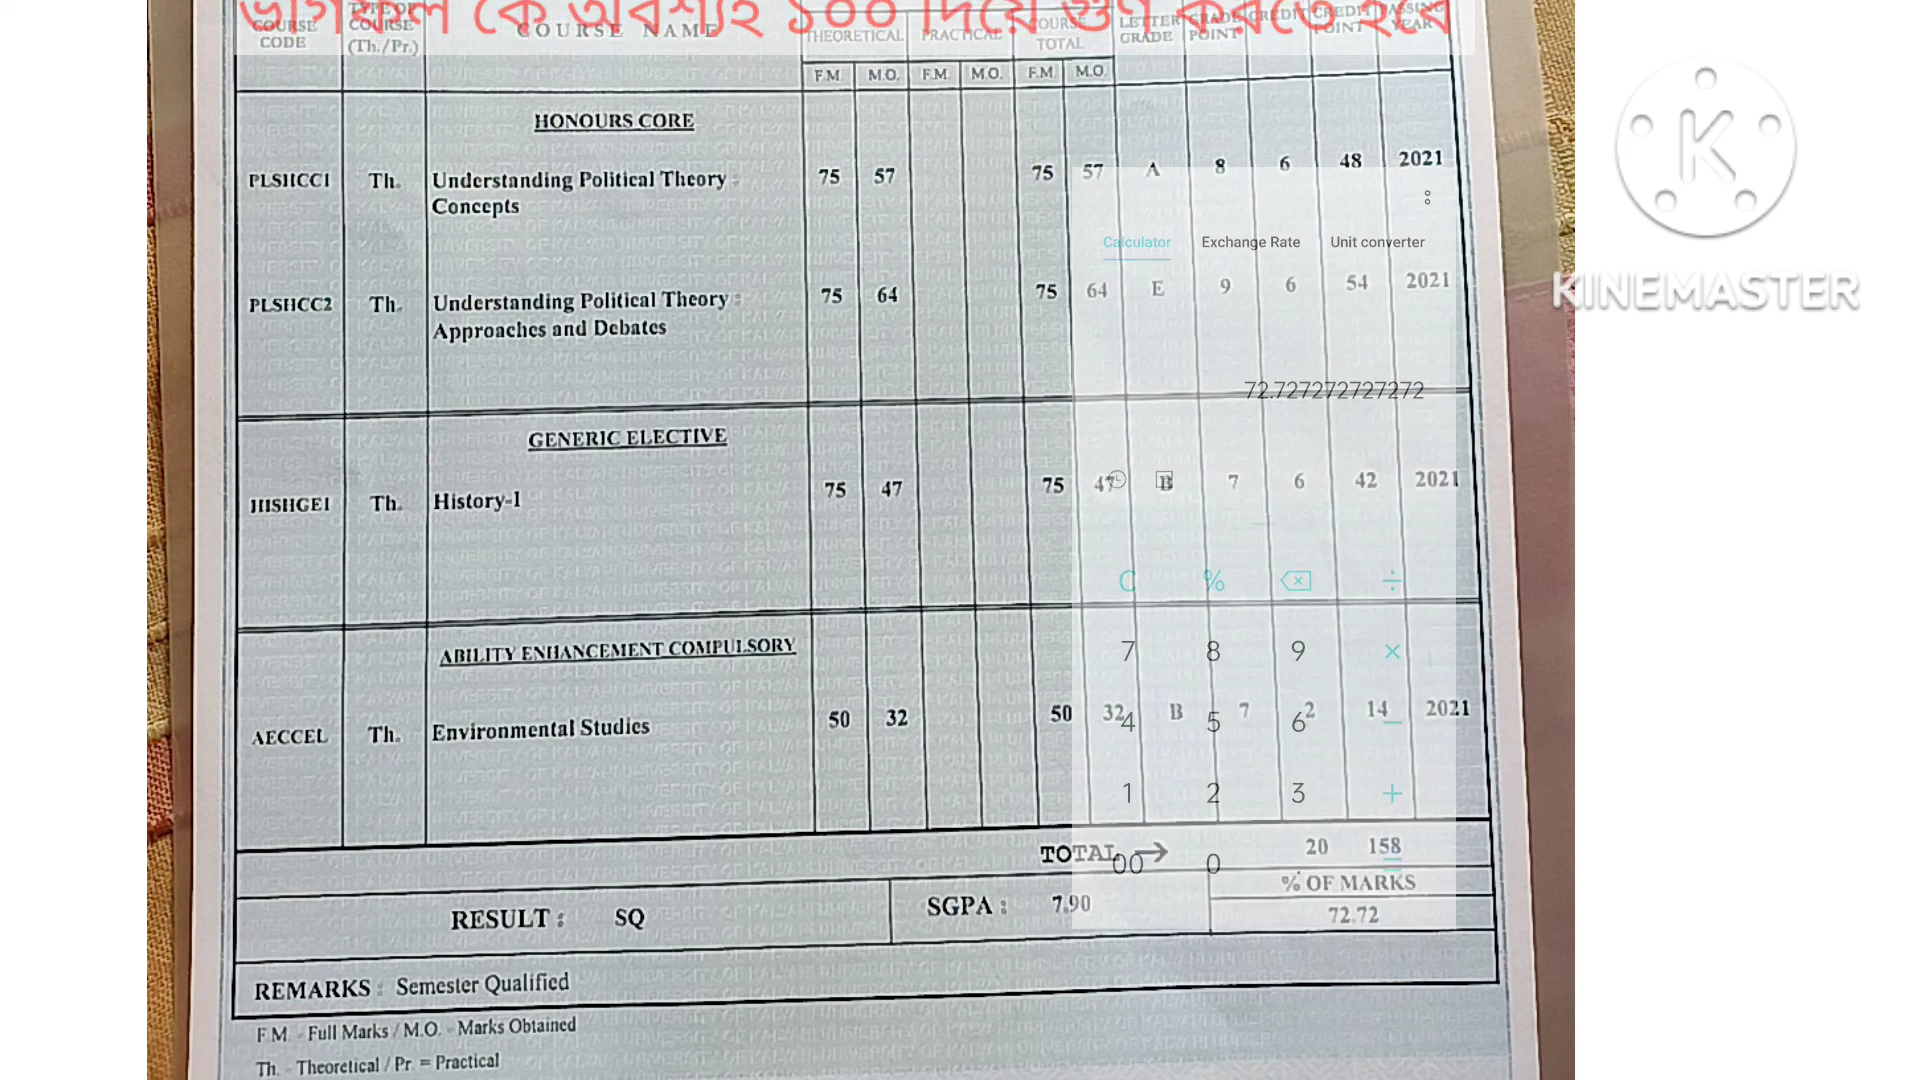 ভাগফল কে অবশ্যই ১০০ দিয়ে গুণ করতে হবে
COURSE CODE TYPE OF COURSE (Th./Pr.) COURSE NAME THEORETICAL PRACTICAL COURSE TOTAL LETTER GRADE GRADE POINT CREDIT CREDIT POINT PASSING YEAR
F.M. M.O. F.M. M.O. F.M. M.O.
HONOURS CORE
PLSHCC1 Th. Understanding Political Theory : 75 57 75 57 A 8 6 48 2021
Concepts
Calculator Exchange Rate Unit converter
PLSHCC2 Th. Understanding Political Theory : 75 64 75 64 E 9 6 54 2021
Approaches and Debates
72.727272727272
GENERIC ELECTIVE
HISHGE1 Th. History-I 75 47 75 47 B 7 6 42 2021
C % ÷
ABILITY ENHANCEMENT COMPULSORY
7 8 9 ×
AECCEL Th. Environmental Studies 50 32 50 32 B 7 2 14 2021
4 5 6 −
1 2 3 +
TOTAL → 20 158
00 0 =
% OF MARKS
RESULT : SQ SGPA : 7.90 72.72
REMARKS : Semester Qualified
F.M. - Full Marks / M.O. - Marks Obtained
Th. - Theoretical / Pr = Practical
K
KINEMASTER